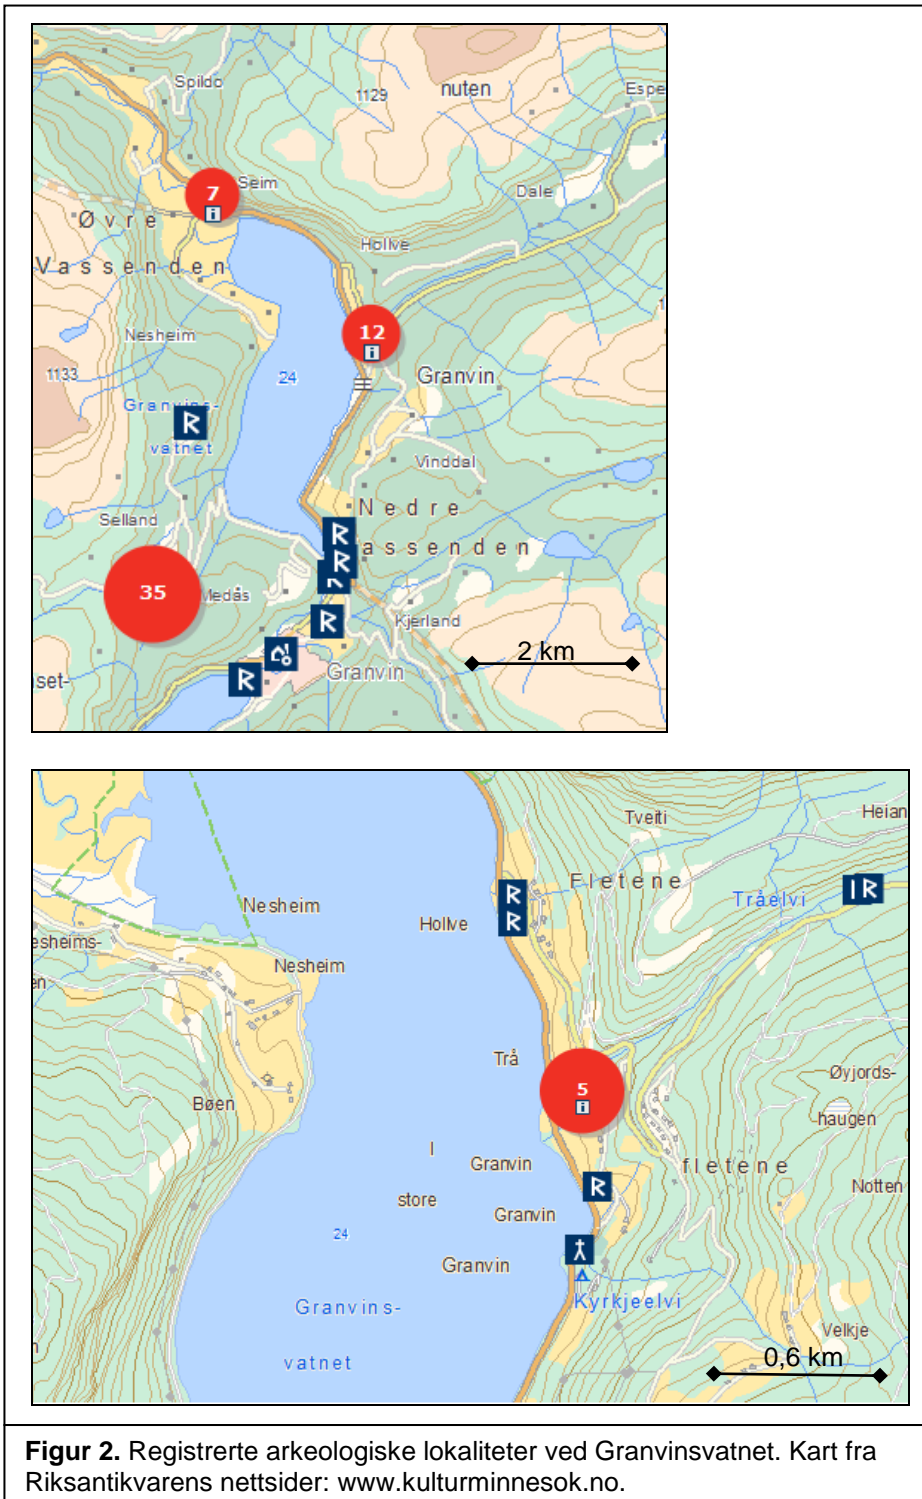 Spildo
1129
nuten
Espe
7
Seim
Dale
Øvre
Hollve
Vassenden
12
Nesheim
24
Granvin
1133
Granvins-
R
vatnet
Vinddal
Nedre
Selland
R
assenden
R
35
Medås
R
Kjerland
2 km
Granvin
set-
R
Tveiti
Heian
Fletene
R
Tråelvi
I R
Nesheim
Hollve
R
esheims-
Nesheim
en
Trå
5
Øyjords-
Bøen
haugen
I
Granvin
fletene
store
R
Notten
Granvin
24
Granvin
Kyrkjeelvi
Granvins-
Velkje
vatnet
0,6 km
Figur 2. Registrerte arkeologiske lokaliteter ved Granvinsvatnet. Kart fra
Riksantikvarens nettsider: www.kulturminnesok.no.